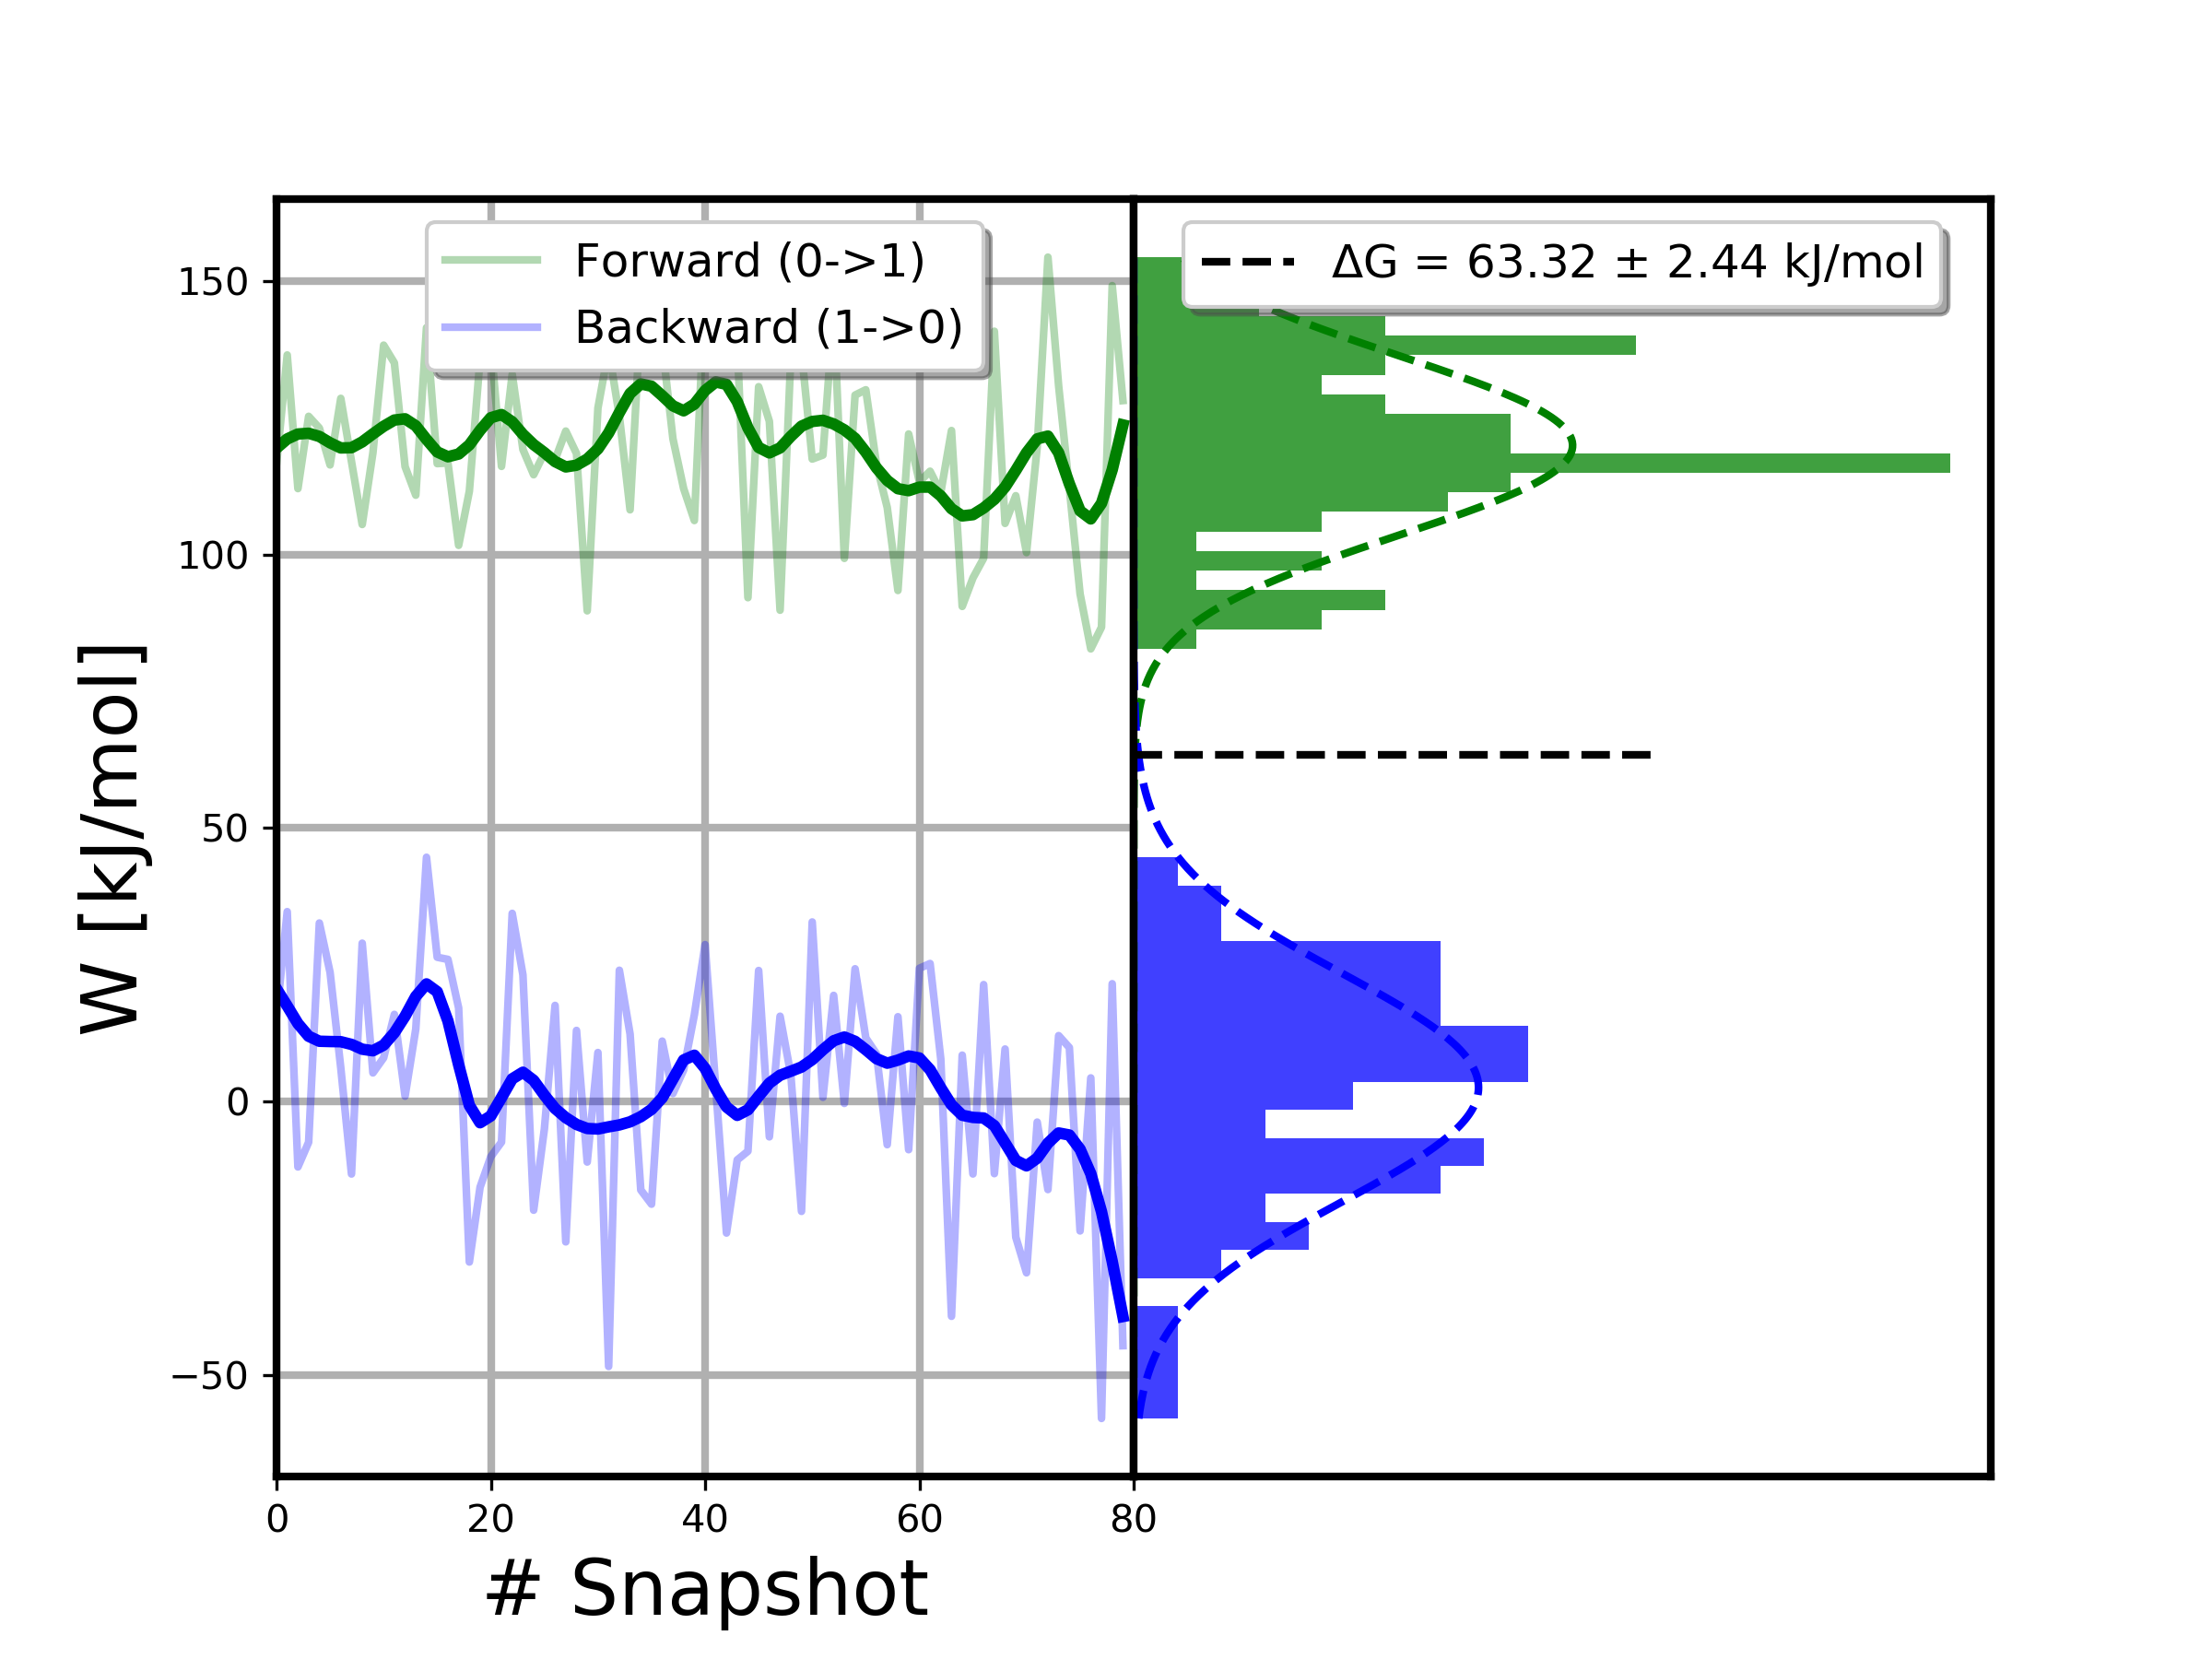 Forward (0->1)
Backward (1->0)
ΔG = 63.32 ± 2.44 kJ/mol
W [kJ/mol]
150
100
50
0
−50
0 20 40 60 80
# Snapshot